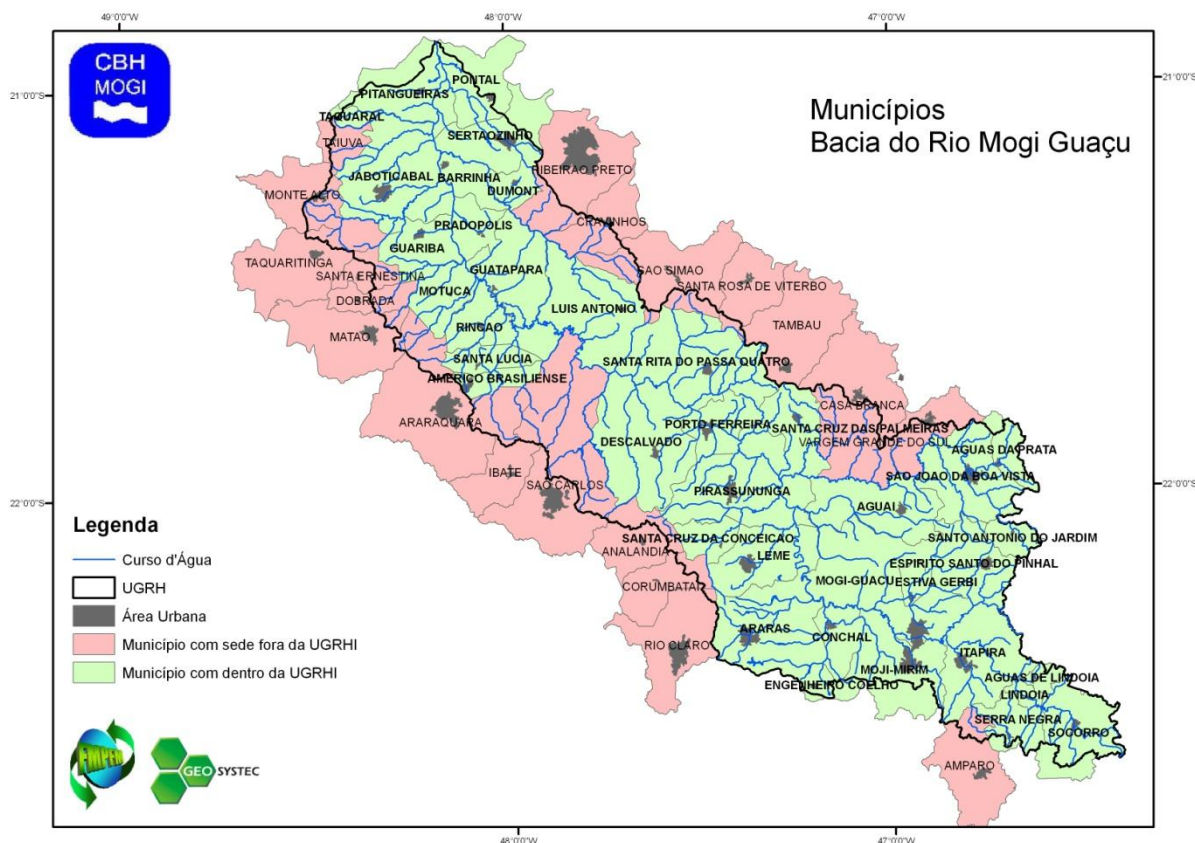 49°0'0"W
48°0'0"W
47°0'0"W
CBH
MOGI
Municípios
Bacia do Rio Mogi Guaçu
21°0'0"S
21°0'0"S
PONTAL
PITANGUEIRAS
TAQUARAL
TAIUVA
SERTAOZINHO
RIBEIRAO PRETO
JABOTICABAL
BARRINHA
DUMONT
MONTE ALTO
CRAVINHOS
PRADOPOLIS
GUARIBA
TAQUARITINGA
SANTA ERNESTINA
GUATAPARA
SAO SIMAO
SANTA ROSA DE VITERBO
MOTUCA
DOBRADA
LUIS ANTONIO
TAMBAU
MATAO
RINCAO
SANTA LUCIA
SANTA RITA DO PASSA QUATRO
AMERICO BRASILIENSE
CASA BRANCA
ARARAQUARA
PORTO FERREIRA
SANTA CRUZ DAS PALMEIRAS
DESCALVADO
VARGEM GRANDE DO SUL
AGUAS DA PRATA
IBATE
SAO CARLOS
SAO JOAO DA BOA VISTA
PIRASSUNUNGA
AGUAI
22°0'0"S
22°0'0"S
SANTA CRUZ DA CONCEICAO
SANTO ANTONIO DO JARDIM
ANALANDIA
LEME
ESPIRITO SANTO DO PINHAL
CORUMBATAI
MOGI-GUACU
ESTIVA GERBI
RIO CLARO
ARARAS
CONCHAL
ITAPIRA
MOJI-MIRIM
AGUAS DE LINDOIA
ENGENHEIRO COELHO
LINDOIA
SERRA NEGRA
SOCORRO
AMPARO
Legenda
Curso d'Água
UGRH
Área Urbana
Município com sede fora da UGRHI
Município com dentro da UGRHI
FMPFM
GEO SYSTEC
48°0'0"W
47°0'0"W